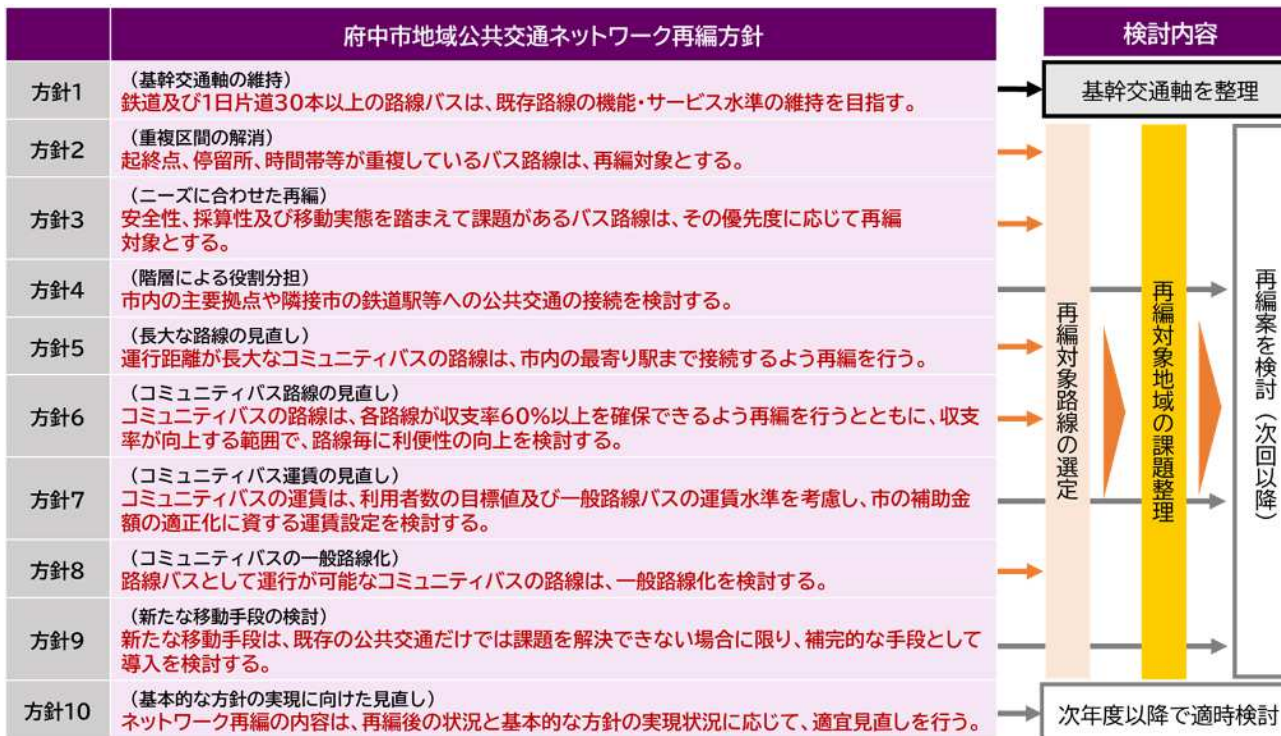 府中市地域公共交通ネットワーク再編方針
検討内容
方針1
(基幹交通軸の維持)
鉄道及び1日片道30本以上の路線バスは、既存路線の機能・サービス水準の維持を目指す。
基幹交通軸を整理
方針2
(重複区間の解消)
起終点、停留所、時間帯等が重複しているバス路線は、再編対象とする。
方針3
(ニーズに合わせた再編)
安全性、採算性及び移動実態を踏まえて課題があるバス路線は、その優先度に応じて再編
対象とする。
方針4
(階層による役割分担)
市内の主要拠点や隣接市の鉄道駅等への公共交通の接続を検討する。
方針5
(長大な路線の見直し)
運行距離が長大なコミュニティバスの路線は、市内の最寄り駅まで接続するよう再編を行う。
方針6
(コミュニティバス路線の見直し)
コミュニティバスの路線は、各路線が収支率60%以上を確保できるよう再編を行うとともに、収支
率が向上する範囲で、路線毎に利便性の向上を検討する。
方針7
(コミュニティバス運賃の見直し)
コミュニティバスの運賃は、利用者数の目標値及び一般路線バスの運賃水準を考慮し、市の補助金
額の適正化に資する運賃設定を検討する。
方針8
(コミュニティバスの一般路線化)
路線バスとして運行が可能なコミュニティバスの路線は、一般路線化を検討する。
方針9
(新たな移動手段の検討)
新たな移動手段は、既存の公共交通だけでは課題を解決できない場合に限り、補完的な手段として
導入を検討する。
方針10
(基本的な方針の実現に向けた見直し)
ネットワーク再編の内容は、再編後の状況と基本的な方針の実現状況に応じて、適宜見直しを行う。
再編対象路線の選定
再編対象地域の課題整理
再編案を検討(次回以降)
次年度以降で適時検討